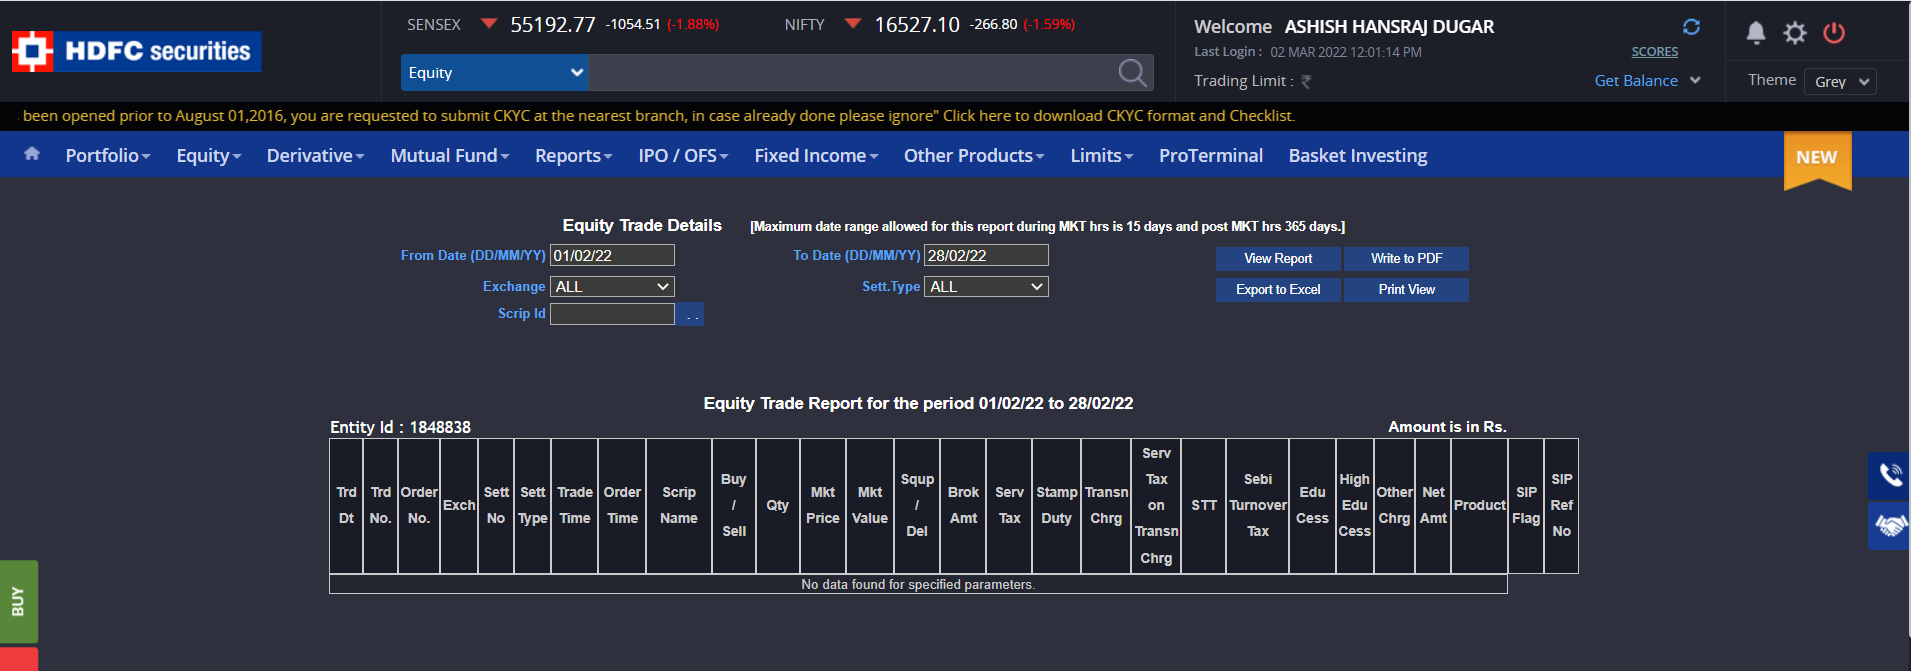 HDFC securities
SENSEX 55192.77 -1054.51 (-1.88%) NIFTY 16527.10 -266.80 (-1.59%)
Equity
Welcome ASHISH HANSRAJ DUGAR
Last Login : 02 MAR 2022 12:01:14 PM SCORES
Trading Limit : ₹ Get Balance
Theme Grey
been opened prior to August 01,2016, you are requested to submit CKYC at the nearest branch, in case already done please ignore" Click here to download CKYC format and Checklist.
Portfolio Equity Derivative Mutual Fund Reports IPO / OFS Fixed Income Other Products Limits ProTerminal Basket Investing NEW
Equity Trade Details [Maximum date range allowed for this report during MKT hrs is 15 days and post MKT hrs 365 days.]
From Date (DD/MM/YY) 01/02/22 To Date (DD/MM/YY) 28/02/22 View Report Write to PDF
Exchange ALL Sett.Type ALL Export to Excel Print View
Scrip Id . .
Equity Trade Report for the period 01/02/22 to 28/02/22
Entity Id : 1848838 Amount is in Rs.
Trd Dt Trd No. Order No. Exch Sett No Sett Type Trade Time Order Time Scrip Name Buy / Sell Qty Mkt Price Mkt Value Squp / Del Brok Amt Serv Tax Stamp Duty Transn Chrg Serv Tax on Transn Chrg STT Sebi Turnover Tax Edu Cess High Edu Cess Other Chrg Net Amt Product SIP Flag SIP Ref No
No data found for specified parameters.
BUY